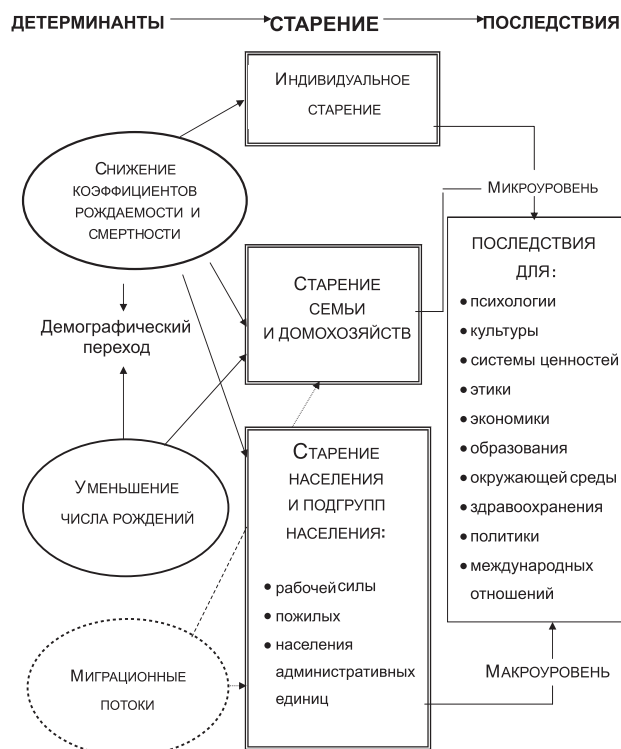 ДЕТЕРМИНАНТЫ СТАРЕНИЕ ПОСЛЕДСТВИЯ
ИНДИВИДУАЛЬНОЕ
СТАРЕНИЕ
СНИЖЕНИЕ
КОЭФФИЦИЕНТОВ
РОЖДАЕМОСТИ И
СМЕРТНОСТИ
Демографический
переход
УМЕНЬШЕНИЕ
ЧИСЛА РОЖДЕНИЙ
МИГРАЦИОННЫЕ
ПОТОКИ
СТАРЕНИЕ
СЕМЬИ
И ДОМОХОЗЯЙСТВ
СТАРЕНИЕ
НАСЕЛЕНИЯ
И ПОДГРУПП
НАСЕЛЕНИЯ:
• рабочей силы
• пожилых
• населения
административных
единиц
МИКРОУРОВЕНЬ
ПОСЛЕДСТВИЯ
ДЛЯ:
• психологии
• культуры
• системы ценностей
• этики
• экономики
• образования
• окружающей среды
• здравоохранения
• политики
• международных
отношений
МАКРОУРОВЕНЬ